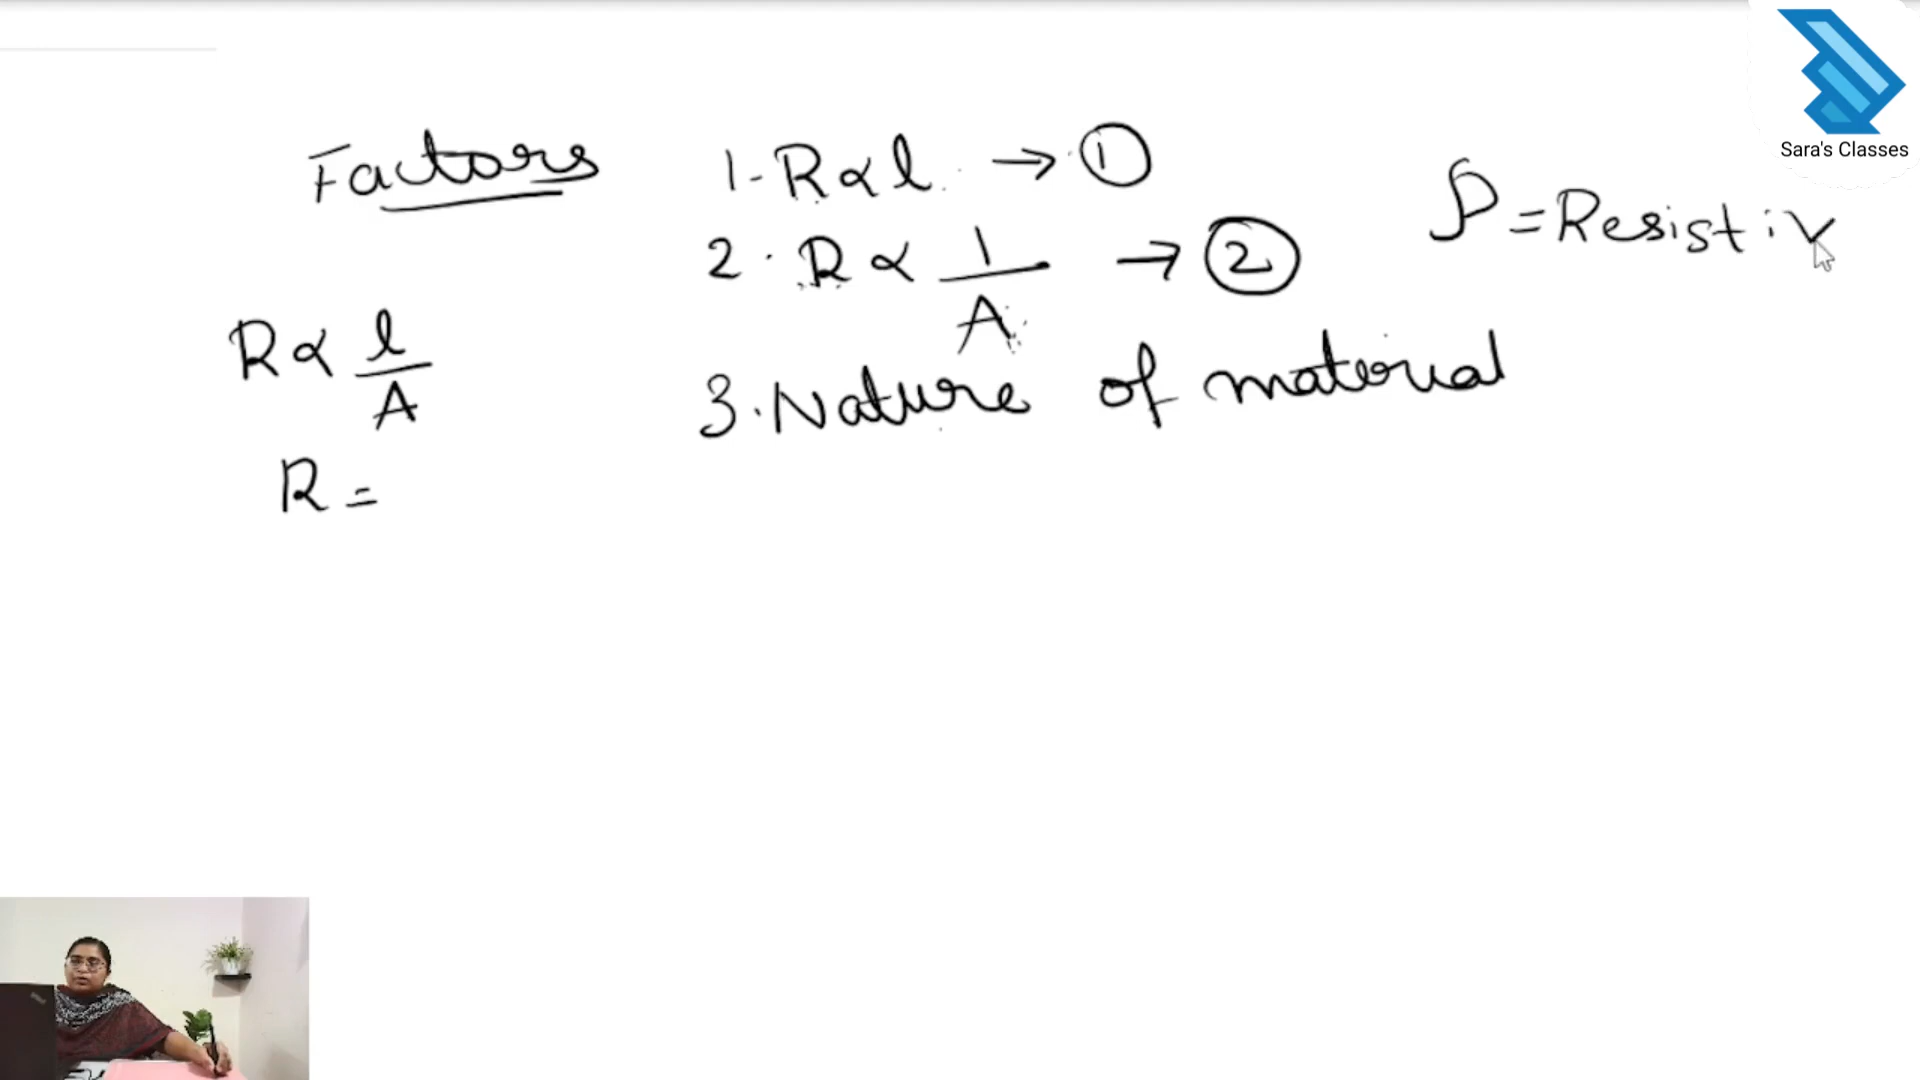 Sara's Classes
Factors
1. R ∝ l → ①
2. R ∝ 1/A → ②
3. Nature of material
ρ = Resistiv
R ∝ l/A
R =